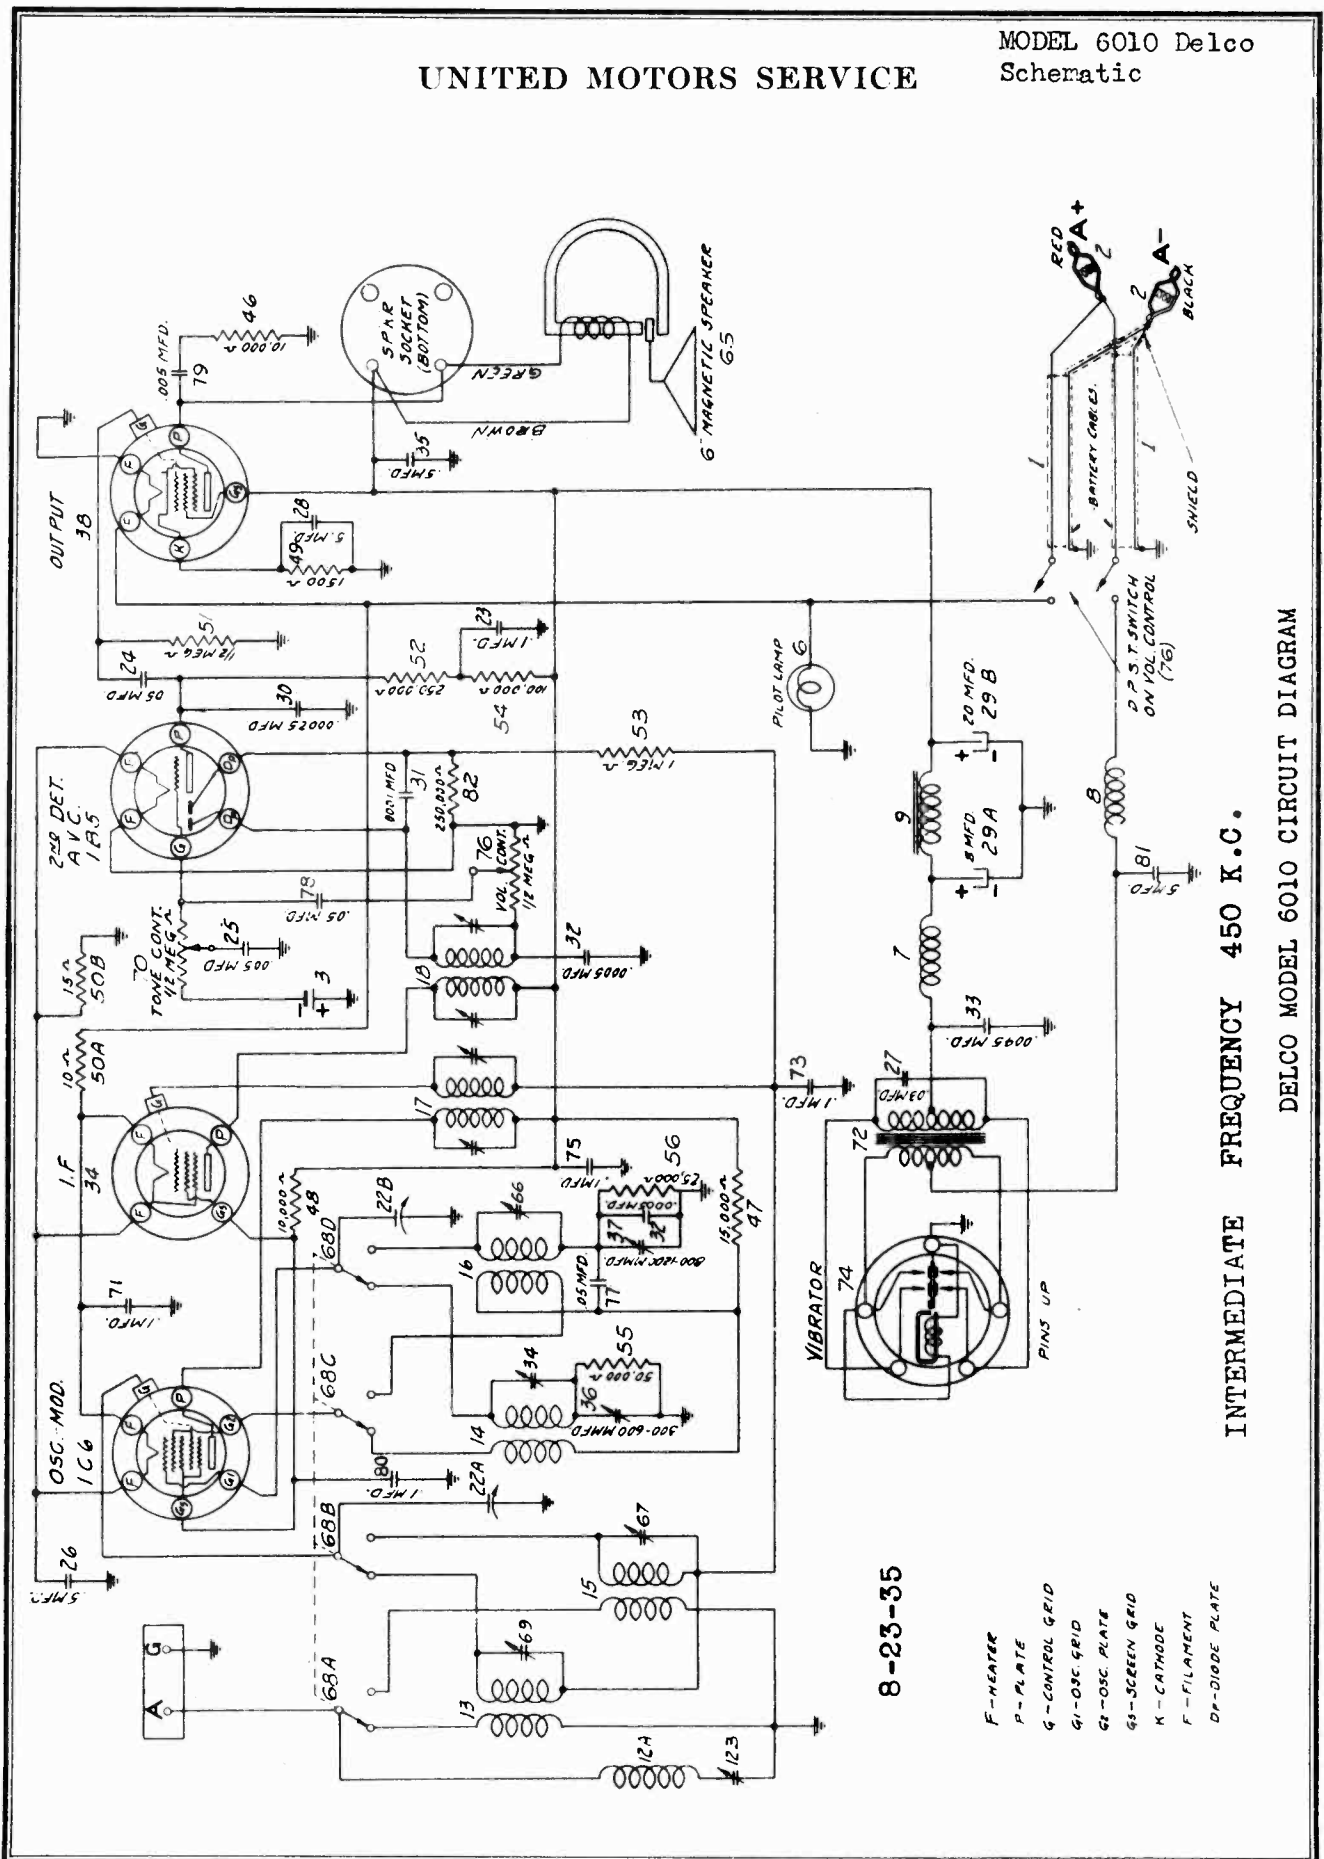 MODEL 6010 Delco
Schematic
UNITED MOTORS SERVICE
A
G
.5 MFD.
26
OSC.-MOD.
1C6
F
F
G
P
G2
G1
G3
.1 MFD.
71
I.F
34
F
F
G
P
G3
10 Ω
50A
15 Ω
50B
70
TONE CONT.
1/2 MEG Ω
25
.005 MFD
-
+
3
2ND DET.
A V C.
1B5
F
F
G
P
DP
DP
.05 MFD
24
1/2 MEG Ω
51
30
.00025 MFD
78
.05 MFD
OUTPUT
38
F
F
G
P
K
G3
.005 MFD.
79
10,000 Ω
46
49
1500 Ω
28
5. MFD.
SPKR
SOCKET
(BOTTOM)
GREEN
BROWN
35
.5 MFD.
6" MAGNETIC SPEAKER
65
52
250,000 Ω
23
.1 MFD.
54
100,000 Ω
53
1 MEG. Ω
31
.0001 MFD
250,000 Ω
82
76
VOL. CONT.
1/2 MEG Ω
18
32
.0005 MFD.
17
10,000 Ω
48
68A
68B
68C
68D
22B
66
16
75
.1 MFD
56
25,000 Ω
.0005 MFD.
32
37
.05 MFD.
77
15,000 Ω
47
73
.1 MFD.
34
14
55
50,000 Ω
36
300-600 MMFD
80
.1 MFD.
22A
67
15
69
13
12A
123
PILOT LAMP
6
RED
A+
2
2
A-
BLACK
1
BATTERY CABLES.
1
SHIELD
D P S.T. SWITCH
ON VOL. CONTROL
(76)
20 MFD.
29 B
+
-
9
8 MFD.
29A
+
-
7
33
.0045 MFD.
27
.03 MFD.
72
8
81
.5 MFD.
VIBRATOR
74
PINS UP
8-23-35
F-HEATER
P-PLATE
G-CONTROL GRID
G1-OSC. GRID
G2-OSC. PLATE
G3-SCREEN GRID
K-CATHODE
F-FILAMENT
DP-DIODE PLATE
INTERMEDIATE FREQUENCY 450 K.C.
DELCO MODEL 6010 CIRCUIT DIAGRAM